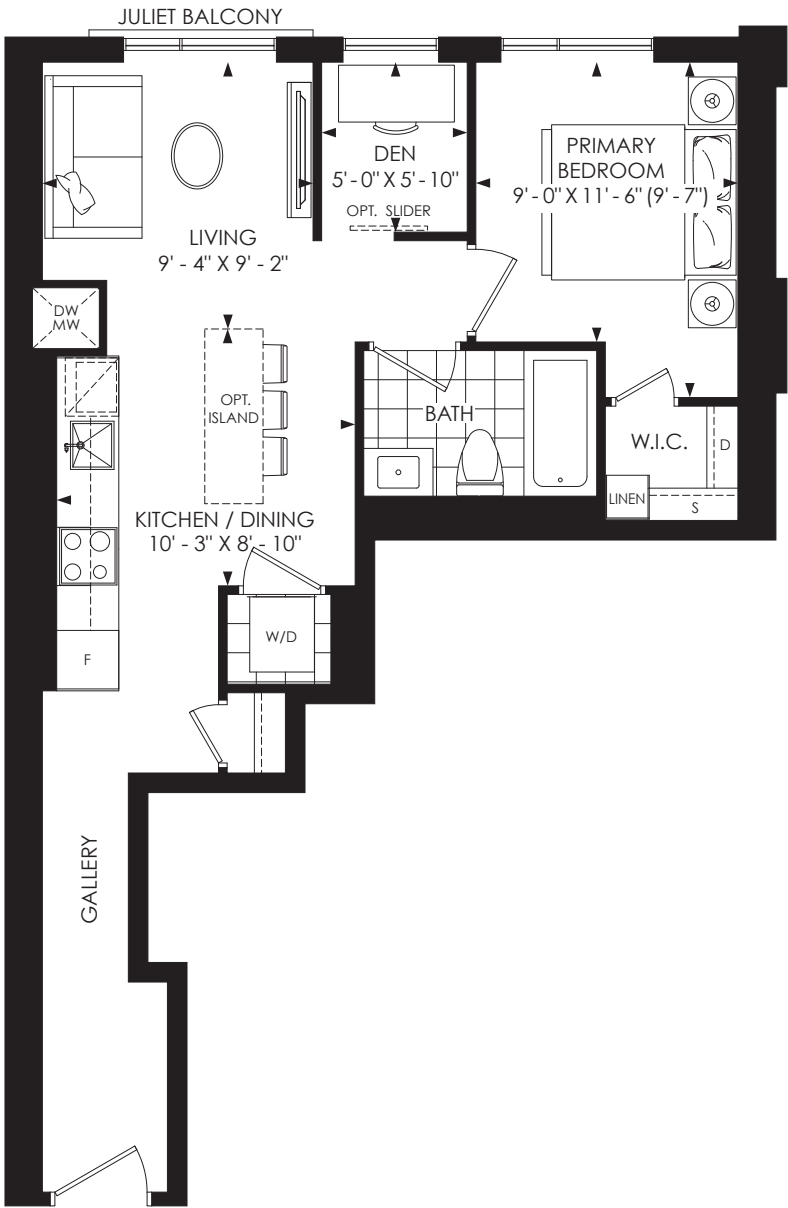 JULIET BALCONY
DEN
5'-0" X 5'-10"
OPT. SLIDER
PRIMARY
BEDROOM
9'-0" X 11'-6" (9'-7")
LIVING
9'-4" X 9'-2"
DW
MW
OPT.
ISLAND
BATH
W.I.C.
D
LINEN
S
KITCHEN / DINING
10'-3" X 8'-10"
W/D
F
GALLERY